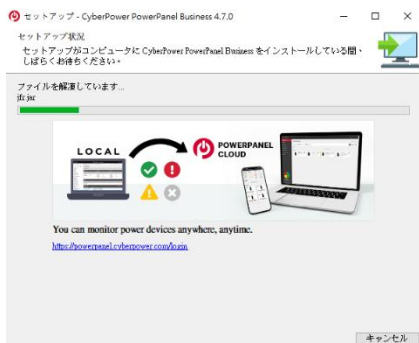 セットアップ - CyberPower PowerPanel Business 4.7.0
セットアップ状況
セットアップがコンピュータに CyberPower PowerPanel Business をインストールしている間、
しばらくお待ちください。
ファイルを解凍しています...
jfr.jar
LOCAL
POWERPANEL
CLOUD
You can monitor power devices anywhere, anytime.
https://powerpanel.cyberpower.com/login
キャンセル